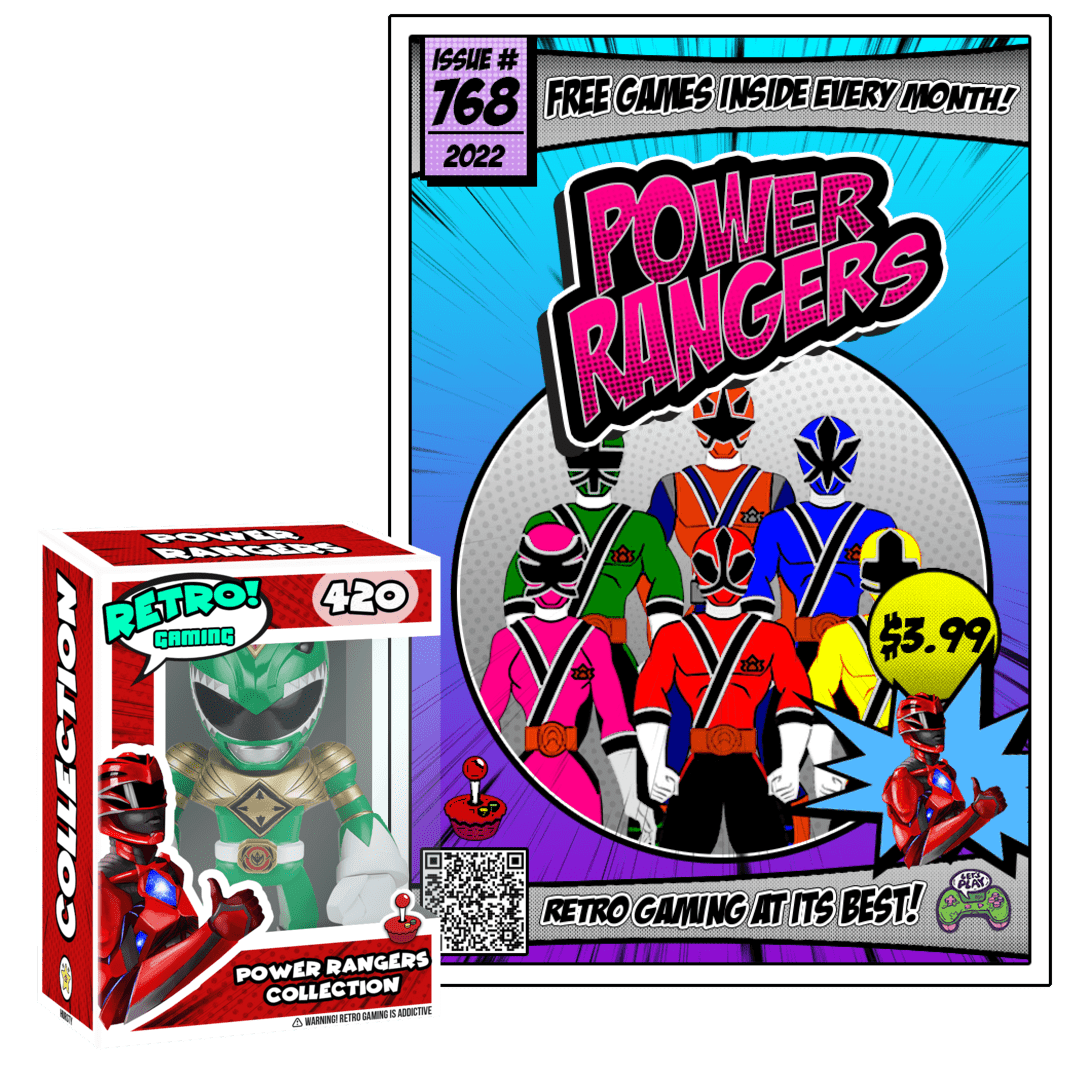 ISSUE #
768
2022
FREE GAMES INSIDE EVERY MONTH!
POWER
RANGERS
$3.99
RETRO GAMING AT ITS BEST!
LET'S
PLAY
POWER
RANGERS
RETRO!
GAMING
420
COLLECTION
POWER RANGERS
COLLECTION
WARNING! RETRO GAMING IS ADDICTIVE